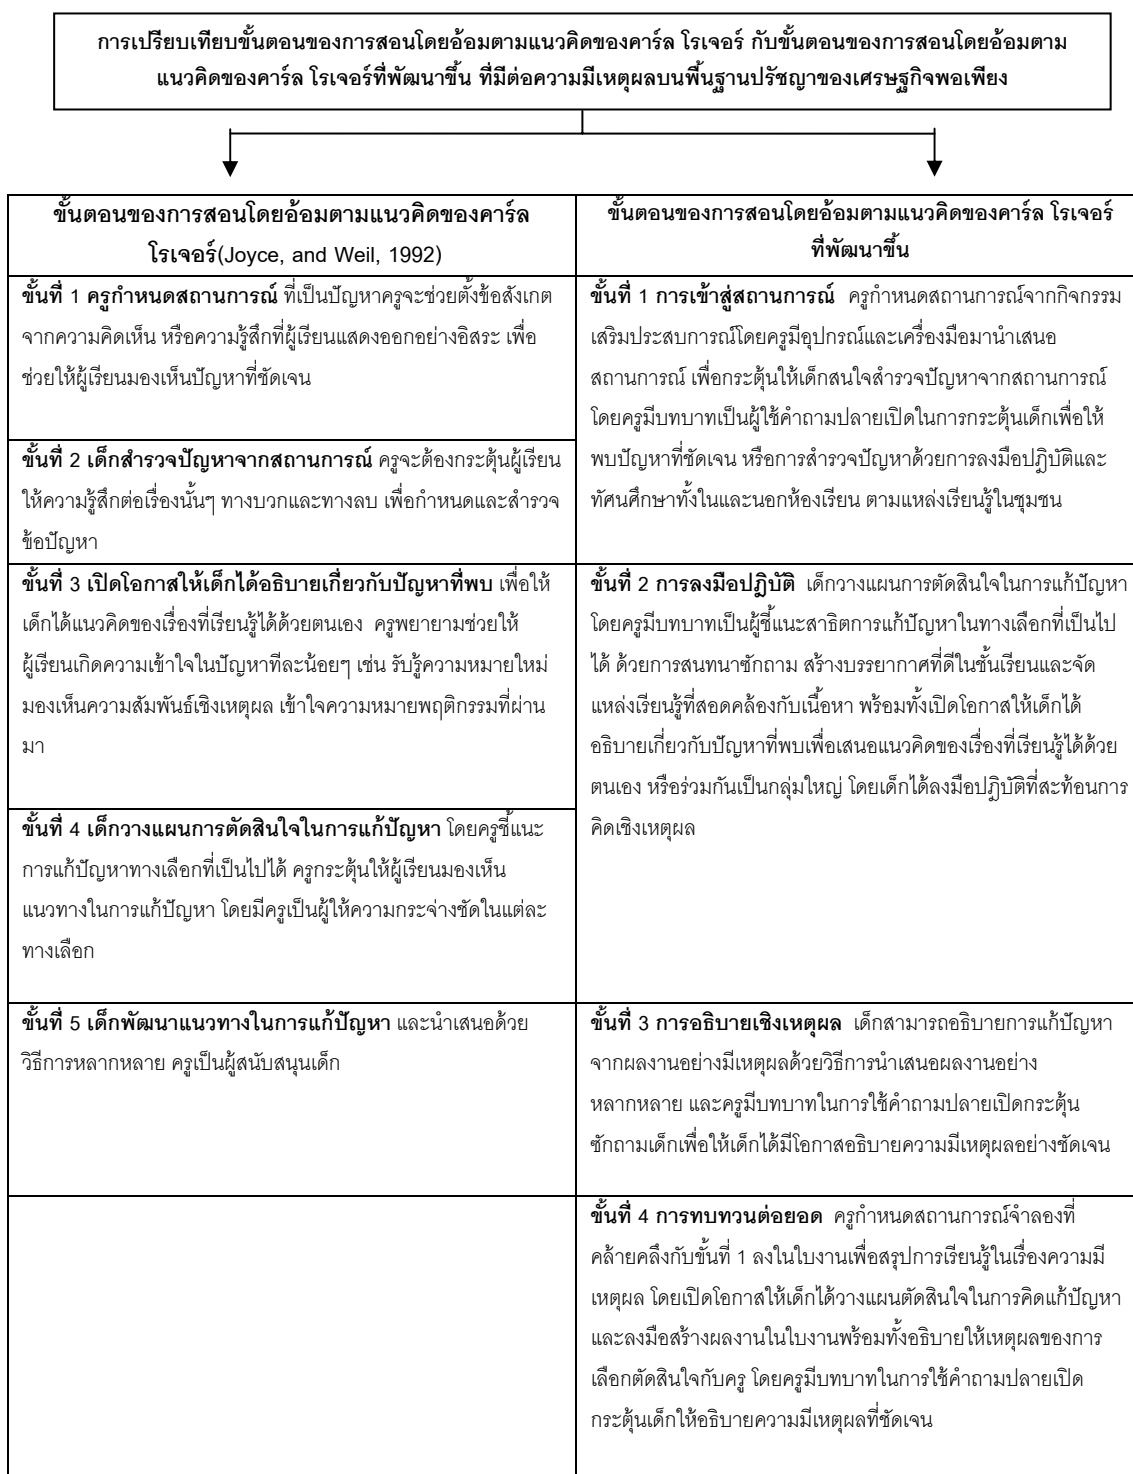 การเปรียบเทียบขั้นตอนของการสอนโดยอ้อมตามแนวคิดของคาร์ล โรเจอร์ กับขั้นตอนของการสอนโดยอ้อมตาม
แนวคิดของคาร์ล โรเจอร์ที่พัฒนาขึ้น ที่มีต่อความมีเหตุผลบนพื้นฐานปรัชญาของเศรษฐกิจพอเพียง
ขั้นตอนของการสอนโดยอ้อมตามแนวคิดของคาร์ล
โรเจอร์(Joyce, and Weil, 1992)
ขั้นที่ 1 ครูกำหนดสถานการณ์ ที่เป็นปัญหาครูจะช่วยตั้งข้อสังเกต
จากความคิดเห็น หรือความรู้สึกที่ผู้เรียนแสดงออกอย่างอิสระ เพื่อ
ช่วยให้ผู้เรียนมองเห็นปัญหาที่ชัดเจน
ขั้นที่ 2 เด็กสำรวจปัญหาจากสถานการณ์ ครูจะต้องกระตุ้นผู้เรียน
ให้ความรู้สึกต่อเรื่องนั้นๆ ทางบวกและทางลบ เพื่อกำหนดและสำรวจ
ข้อปัญหา
ขั้นที่ 3 เปิดโอกาสให้เด็กได้อธิบายเกี่ยวกับปัญหาที่พบ เพื่อให้
เด็กได้แนวคิดของเรื่องที่เรียนรู้ได้ด้วยตนเอง ครูพยายามช่วยให้
ผู้เรียนเกิดความเข้าใจในปัญหาทีละน้อยๆ เช่น รับรู้ความหมายใหม่
มองเห็นความสัมพันธ์เชิงเหตุผล เข้าใจความหมายพฤติกรรมที่ผ่าน
มา
ขั้นที่ 4 เด็กวางแผนการตัดสินใจในการแก้ปัญหา โดยครูชี้แนะ
การแก้ปัญหาทางเลือกที่เป็นไปได้ ครูกระตุ้นให้ผู้เรียนมองเห็น
แนวทางในการแก้ปัญหา โดยมีครูเป็นผู้ให้ความกระจ่างชัดในแต่ละ
ทางเลือก
ขั้นที่ 5 เด็กพัฒนาแนวทางในการแก้ปัญหา และนำเสนอด้วย
วิธีการหลากหลาย ครูเป็นผู้สนับสนุนเด็ก
ขั้นตอนของการสอนโดยอ้อมตามแนวคิดของคาร์ล โรเจอร์
ที่พัฒนาขึ้น
ขั้นที่ 1 การเข้าสู่สถานการณ์ ครูกำหนดสถานการณ์จากกิจกรรม
เสริมประสบการณ์โดยครูมีอุปกรณ์และเครื่องมือมานำเสนอ
สถานการณ์ เพื่อกระตุ้นให้เด็กสนใจสำรวจปัญหาจากสถานการณ์
โดยครูมีบทบาทเป็นผู้ใช้คำถามปลายเปิดในการกระตุ้นเด็กเพื่อให้
พบปัญหาที่ชัดเจน หรือการสำรวจปัญหาด้วยการลงมือปฏิบัติและ
ทัศนศึกษาทั้งในและนอกห้องเรียน ตามแหล่งเรียนรู้ในชุมชน
ขั้นที่ 2 การลงมือปฏิบัติ เด็กวางแผนการตัดสินใจในการแก้ปัญหา
โดยครูมีบทบาทเป็นผู้ชี้แนะสาธิตการแก้ปัญหาในทางเลือกที่เป็นไป
ได้ ด้วยการสนทนาซักถาม สร้างบรรยากาศที่ดีในชั้นเรียนและจัด
แหล่งเรียนรู้ที่สอดคล้องกับเนื้อหา พร้อมทั้งเปิดโอกาสให้เด็กได้
อธิบายเกี่ยวกับปัญหาที่พบเพื่อเสนอแนวคิดของเรื่องที่เรียนรู้ได้ด้วย
ตนเอง หรือร่วมกันเป็นกลุ่มใหญ่ โดยเด็กได้ลงมือปฏิบัติที่สะท้อนการ
คิดเชิงเหตุผล
ขั้นที่ 3 การอธิบายเชิงเหตุผล เด็กสามารถอธิบายการแก้ปัญหา
จากผลงานอย่างมีเหตุผลด้วยวิธีการนำเสนอผลงานอย่าง
หลากหลาย และครูมีบทบาทในการใช้คำถามปลายเปิดกระตุ้น
ซักถามเด็กเพื่อให้เด็กได้มีโอกาสอธิบายความมีเหตุผลอย่างชัดเจน
ขั้นที่ 4 การทบทวนต่อยอด ครูกำหนดสถานการณ์จำลองที่
คล้ายคลึงกับขั้นที่ 1 ลงในใบงานเพื่อสรุปการเรียนรู้ในเรื่องความมี
เหตุผล โดยเปิดโอกาสให้เด็กได้วางแผนตัดสินใจในการคิดแก้ปัญหา
และลงมือสร้างผลงานในใบงานพร้อมทั้งอธิบายให้เหตุผลของการ
เลือกตัดสินใจกับครู โดยครูมีบทบาทในการใช้คำถามปลายเปิด
กระตุ้นเด็กให้อธิบายความมีเหตุผลที่ชัดเจน